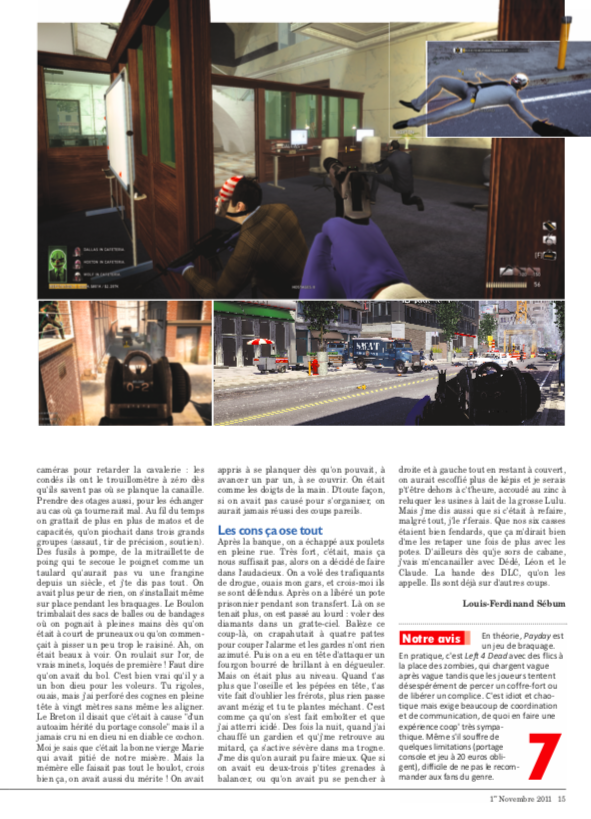 DALLAS IN CAFETERIA.
HOXTON IN CAFETERIA.
WOLF IN CAFETERIA.
[F]
54
SWAT
caméras pour retarder la cavalerie : les
condés ils ont le trouillomètre à zéro dès
qu'ils savent pas où se planque la canaille.
Prendre des otages aussi, pour les échanger
au cas où ça tournerait mal. Au fil du temps
on grattait de plus en plus de matos et de
capacités, qu'on piochait dans trois grands
groupes (assaut, tir de précision, soutien).
Des fusils à pompe, de la mitraillette de
poing qui te secoue le poignet comme un
taulard qu'aurait pas vu une frangine
depuis un siècle, et j'te dis pas tout. On
avait plus peur de rien, on s'installait même
sur place pendant les braquages. Le Boulon
trimbalait des sacs de balles ou de bandages
où on pognait à pleines mains dès qu'on
était à court de pruneaux ou qu'on commen-
çait à pisser un peu trop le raisiné. Ah, on
était beaux à voir. On roulait sur l'or, de
vrais minets, loqués de première ! Faut dire
qu'on avait du bol. C'est bien vrai qu'il y a
un bon dieu pour les voleurs. Tu rigoles,
ouais, mais j'ai perforé des cognes en pleine
tête à vingt mètres sans même les aligner.
Le Breton il disait que c'était à cause "d'un
autoaim hérité du portage console" mais il a
jamais cru ni en dieu ni en diable ce cochon.
Moi je sais que c'était la bonne vierge Marie
qui avait pitié de notre misère. Mais la
mémère elle faisait pas tout le boulot, crois
bien ça, on avait aussi du mérite ! On avait
appris à se planquer dès qu'on pouvait, à
avancer un par un, à se couvrir. On était
comme les doigts de la main. D'toute façon,
si on avait pas causé pour s'organiser, on
aurait jamais réussi des coups pareils.
Les cons ça ose tout
Après la banque, on a échappé aux poulets
en pleine rue. Très fort, c'était, mais ça
nous suffisait pas, alors on a décidé de faire
dans l'audacieux. On a volé des trafiquants
de drogue, ouais mon gars, et crois-moi ils
se sont défendus. Après on a libéré un pote
prisonnier pendant son transfert. Là on se
tenait plus, on est passé au lourd : voler des
diamants dans un gratte-ciel. Balèze ce
coup-là, on crapahutait à quatre pattes
pour couper l'alarme et les gardes n'ont rien
azimuté. Puis on a eu en tête d'attaquer un
fourgon bourré de brillant à en dégueuler.
Mais on était plus au niveau. Quand t'as
plus que l'oseille et les pépées en tête, t'as
vite fait d'oublier les frérots, plus rien passe
avant mézig et tu te plantes méchant. C'est
comme ça qu'on s'est fait emboîter et que
j'ai atterri icidé. Des fois la nuit, quand j'ai
chauffé un gardien et qu'j'me retrouve au
mitard, ça s'active sévère dans ma trogne.
J'me dis qu'on aurait pu faire mieux. Que si
on avait eu deux-trois p'tites grenades à
balancer, ou qu'on avait pu se pencher à
droite et à gauche tout en restant à couvert,
on aurait escoffié plus de képis et je serais
p't'être dehors à c't'heure, accoudé au zinc à
reluquer les usines à lait de la grosse Lulu.
Mais j'me dis aussi que si c'était à refaire,
malgré tout, j'le r'ferais. Que nos six casses
étaient bien fendards, que ça m'dirait bien
d'me les retaper une fois de plus avec les
potes. D'ailleurs dès qu'je sors de cabane,
j'vais m'encanailler avec Dédé, Léon et le
Claude. La bande des DLC, qu'on les
appelle. Ils sont déjà sur d'autres coups.
Louis-Ferdinand Sébum
Notre avis
En théorie, Payday est
un jeu de braquage.
En pratique, c'est Left 4 Dead avec des flics à
la place des zombies, qui chargent vague
après vague tandis que les joueurs tentent
désespérément de percer un coffre-fort ou
de libérer un complice. C'est idiot et chao-
tique mais exige beaucoup de coordination
et de communication, de quoi en faire une
expérience coop' très sympa-
thique. Même s'il souffre de
quelques limitations (portage
console et jeu à 20 euros obli-
gent), difficile de ne pas le recom-
mander aux fans du genre.
7
1er Novembre 2011 15